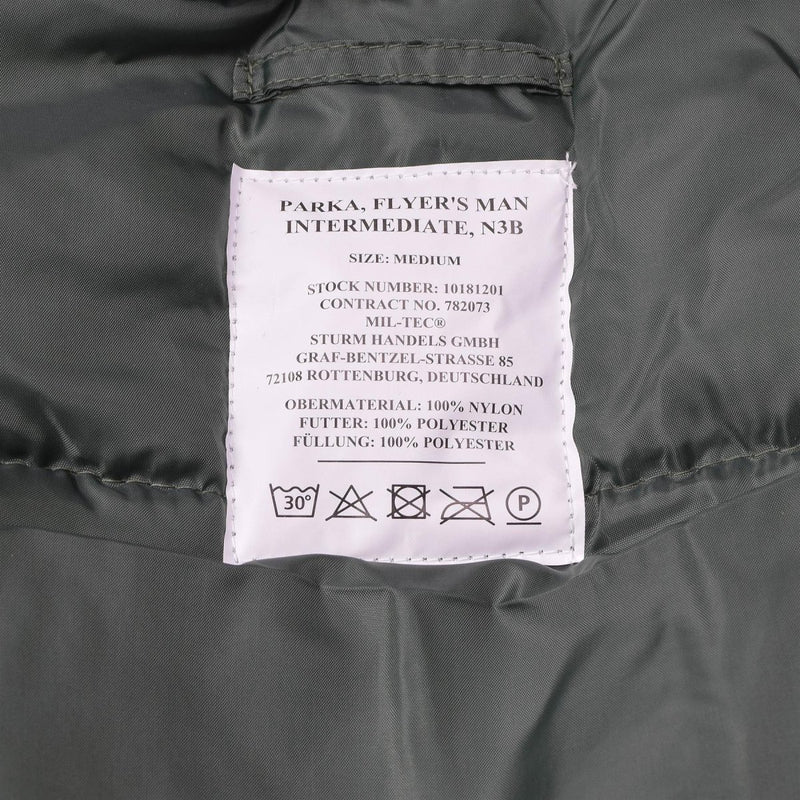 PARKA, FLYER'S MAN
INTERMEDIATE, N3B
SIZE: MEDIUM
STOCK NUMBER: 10181201
CONTRACT NO. 782073
MIL-TEC®
STURM HANDELS GMBH
GRAF-BENTZEL-STRASSE 85
72108 ROTTENBURG, DEUTSCHLAND
OBERMATERIAL: 100% NYLON
FUTTER: 100% POLYESTER
FÜLLUNG: 100% POLYESTER
30° P